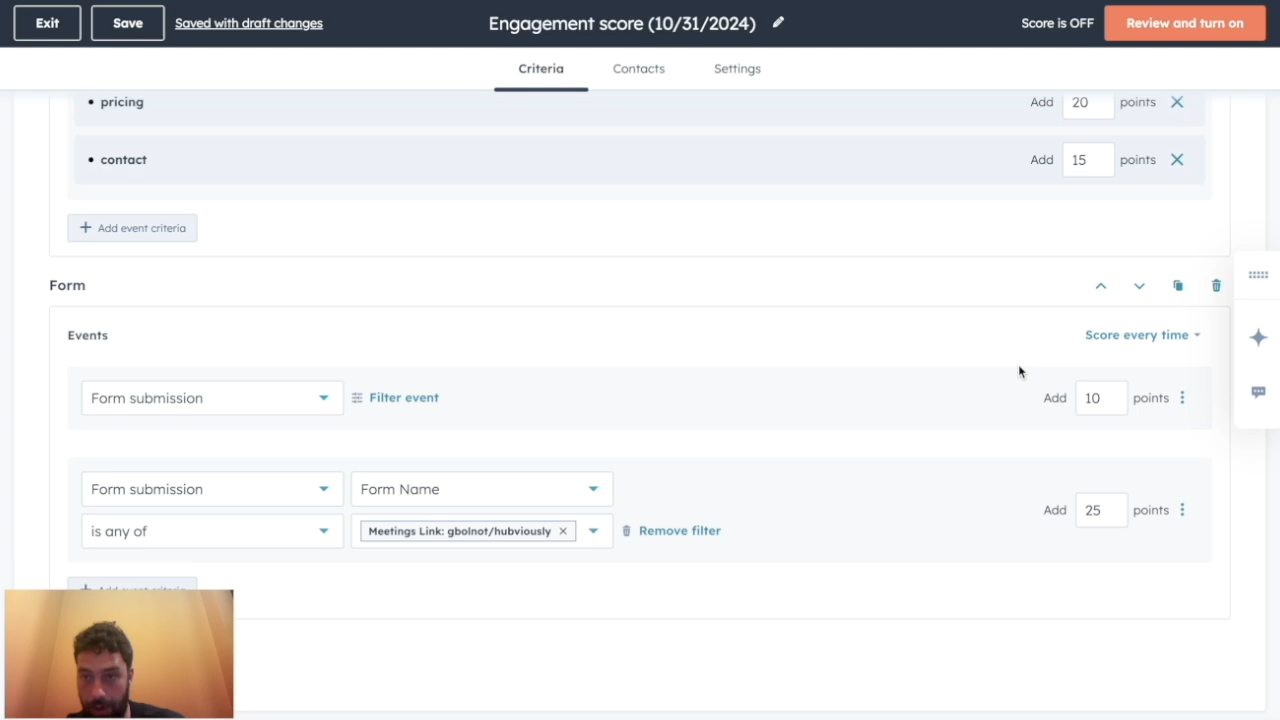 Exit Save Saved with draft changes Engagement score (10/31/2024) Score is OFF Review and turn on
Criteria Contacts Settings
• pricing Add 20 points
• contact Add 15 points
+ Add event criteria
Form
Events Score every time
Form submission Filter event Add 10 points
Form submission Form Name
Add 25 points
is any of Meetings Link: gbolnot/hubviously × Remove filter
+ Add event criteria